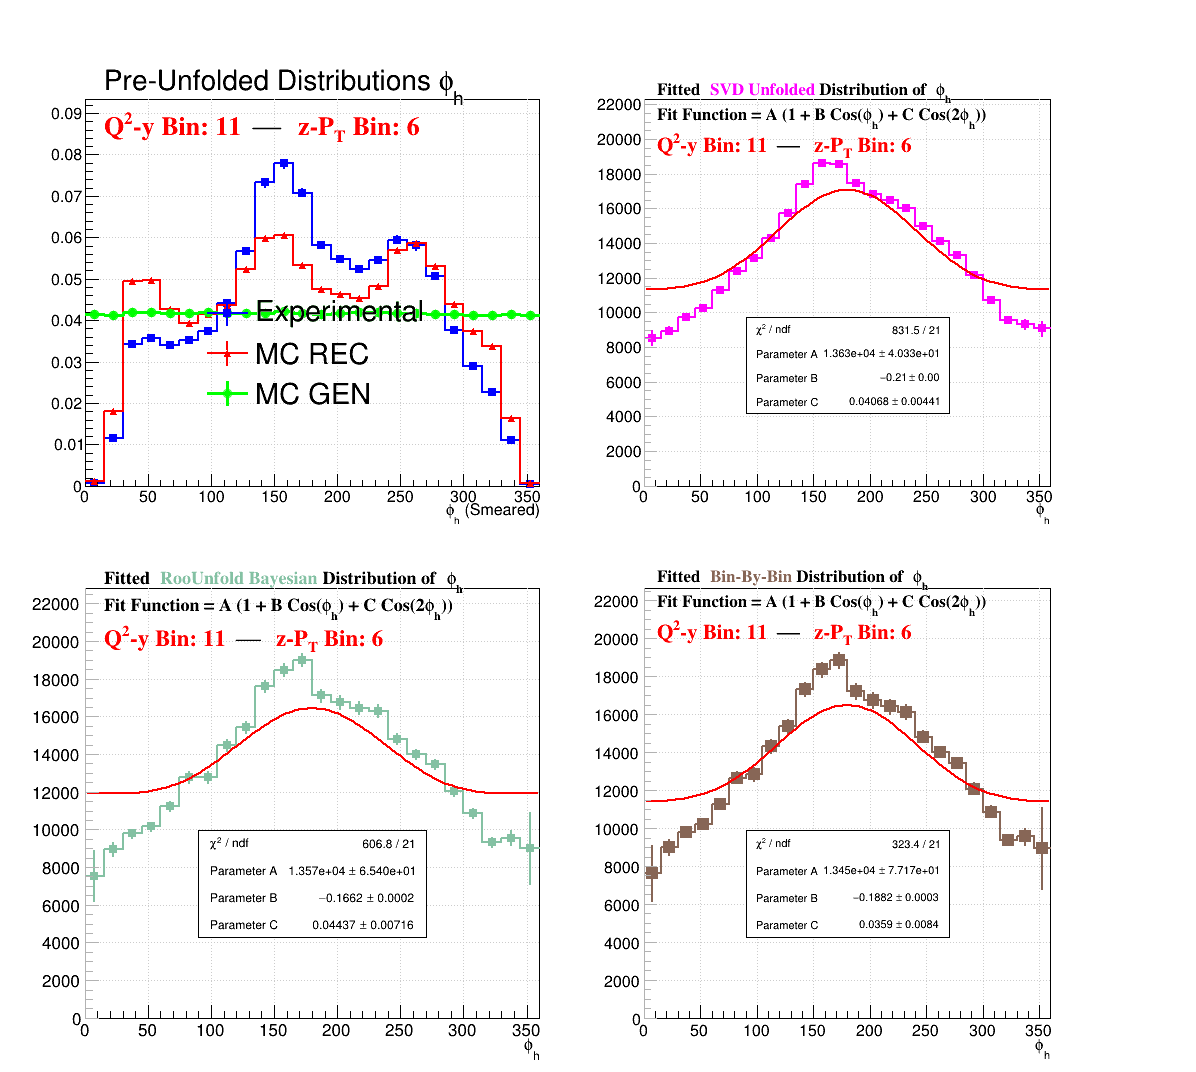 Pre-Unfolded Distributions ϕh
Q²-y Bin: 11 — z-PT Bin: 6
0.09
0.08
0.07
0.06
0.05
0.04
0.03
0.02
0.01
0
Experimental
MC REC
MC GEN
0 50 100 150 200 250 300 350
ϕh (Smeared)
Fitted SVD Unfolded Distribution of ϕh
Fit Function = A (1 + B Cos(ϕh) + C Cos(2ϕh))
Q²-y Bin: 11 — z-PT Bin: 6
22000
20000
18000
16000
14000
12000
10000
8000
6000
4000
2000
0
χ² / ndf 831.5 / 21
Parameter A 1.363e+04 ± 4.033e+01
Parameter B −0.21 ± 0.00
Parameter C 0.04068 ± 0.00441
0 50 100 150 200 250 300 350
ϕh
Fitted RooUnfold Bayesian Distribution of ϕh
Fit Function = A (1 + B Cos(ϕh) + C Cos(2ϕh))
Q²-y Bin: 11 — z-PT Bin: 6
22000
20000
18000
16000
14000
12000
10000
8000
6000
4000
2000
0
χ² / ndf 606.8 / 21
Parameter A 1.357e+04 ± 6.540e+01
Parameter B −0.1662 ± 0.0002
Parameter C 0.04437 ± 0.00716
0 50 100 150 200 250 300 350
ϕh
Fitted Bin-By-Bin Distribution of ϕh
Fit Function = A (1 + B Cos(ϕh) + C Cos(2ϕh))
Q²-y Bin: 11 — z-PT Bin: 6
22000
20000
18000
16000
14000
12000
10000
8000
6000
4000
2000
0
χ² / ndf 323.4 / 21
Parameter A 1.345e+04 ± 7.717e+01
Parameter B −0.1882 ± 0.0003
Parameter C 0.0359 ± 0.0084
0 50 100 150 200 250 300 350
ϕh